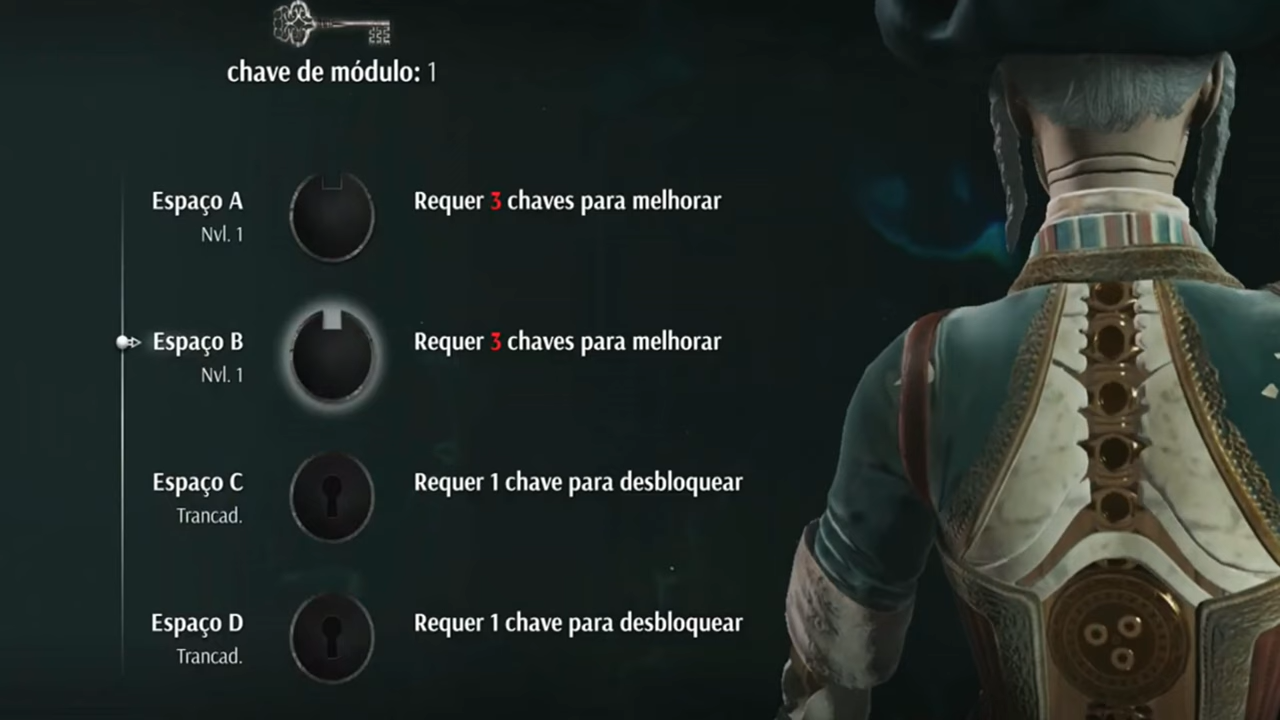 chave de módulo: 1
Espaço A
Nvl. 1
Requer 3 chaves para melhorar
Espaço B
Nvl. 1
Requer 3 chaves para melhorar
Espaço C
Trancad.
Requer 1 chave para desbloquear
Espaço D
Trancad.
Requer 1 chave para desbloquear